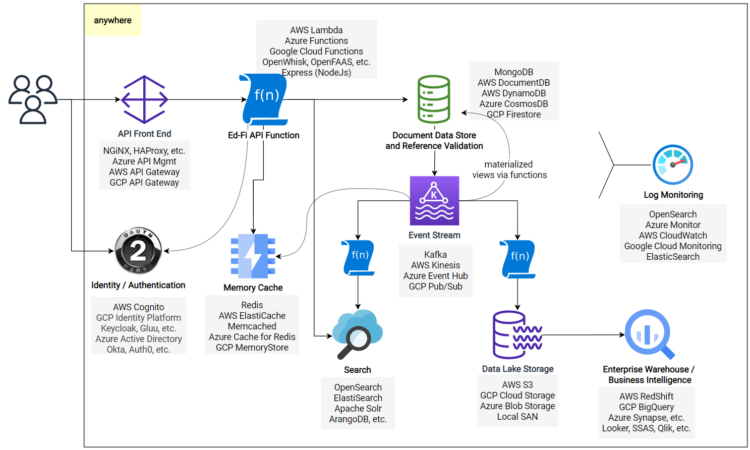 anywhere
AWS Lambda
Azure Functions
Google Cloud Functions
OpenWhisk, OpenFAAS, etc.
Express (NodeJs)
f(n)
API Front End
Ed-Fi API Function
NGiNX, HAProxy, etc.
Azure API Mgmt
AWS API Gateway
GCP API Gateway
MongoDB
AWS DocumentDB
AWS DynamoDB
Azure CosmosDB
GCP Firestore
Document Data Store
and Reference Validation
materialized
views via functions
K
Event Stream
Kafka
AWS Kinesis
Azure Event Hub
GCP Pub/Sub
Log Monitoring
OpenSearch
Azure Monitor
AWS CloudWatch
Google Cloud Monitoring
ElasticSearch
OAUTH
2
Identity / Authentication
AWS Cognito
GCP Identity Platform
Keycloak, Gluu, etc.
Azure Active Directory
Okta, Auth0, etc.
Memory Cache
Redis
AWS ElastiCache
Memcached
Azure Cache for Redis
GCP MemoryStore
f(n)
f(n)
Search
OpenSearch
ElastiSearch
Apache Solr
ArangoDB, etc.
Data Lake Storage
AWS S3
GCP Cloud Storage
Azure Blob Storage
Local SAN
Enterprise Warehouse /
Business Intelligence
AWS RedShift
GCP BigQuery
Azure Synapse, etc.
Looker, SSAS, Qlik, etc.